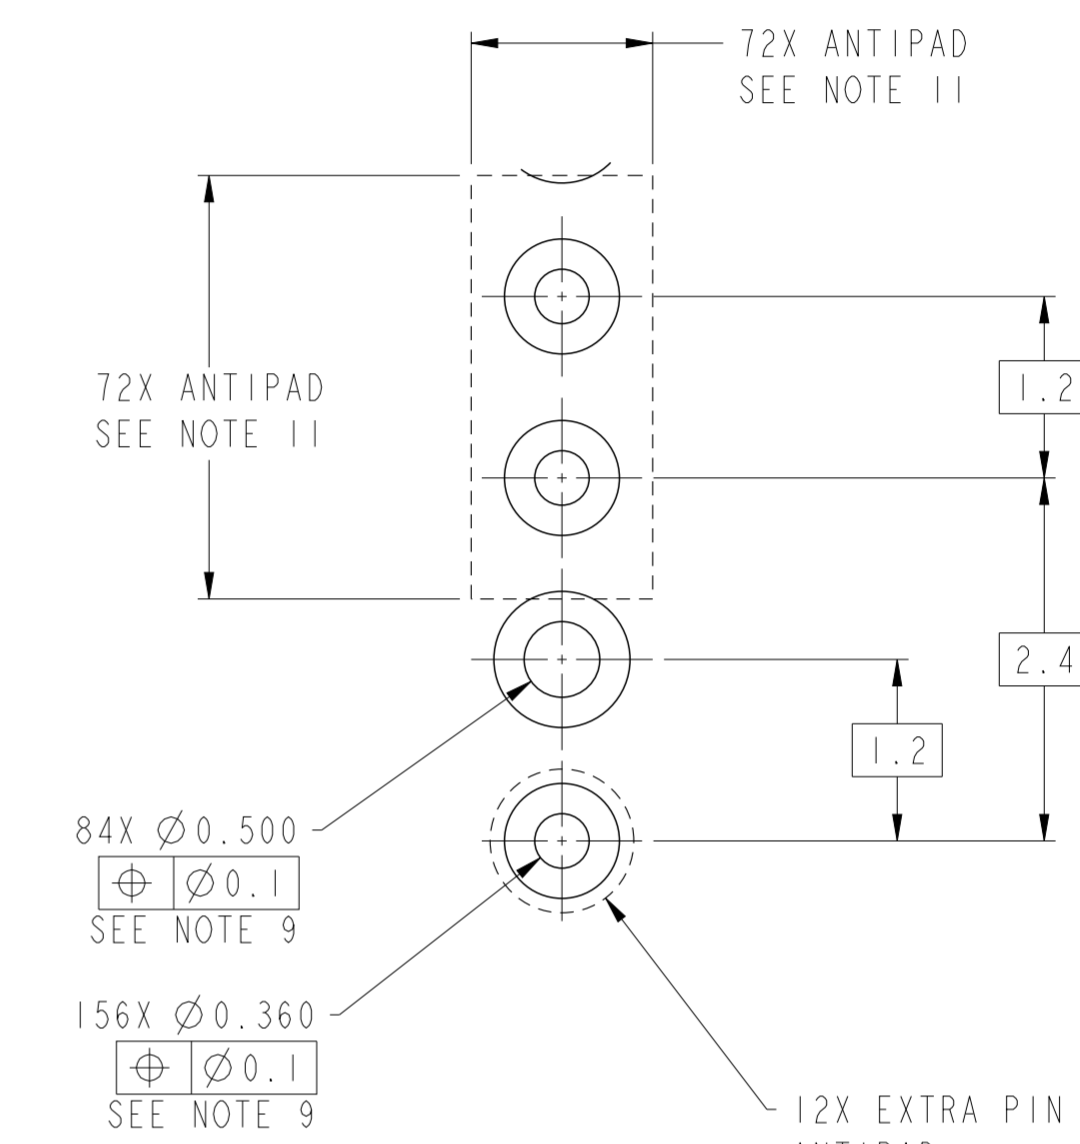 72X ANTIPAD
SEE NOTE 11
72X ANTIPAD
SEE NOTE 11
1.2
2.4
1.2
84X Ø0.500
⌖ Ø0.1
SEE NOTE 9
156X Ø0.360
⌖ Ø0.1
SEE NOTE 9
12X EXTRA PIN